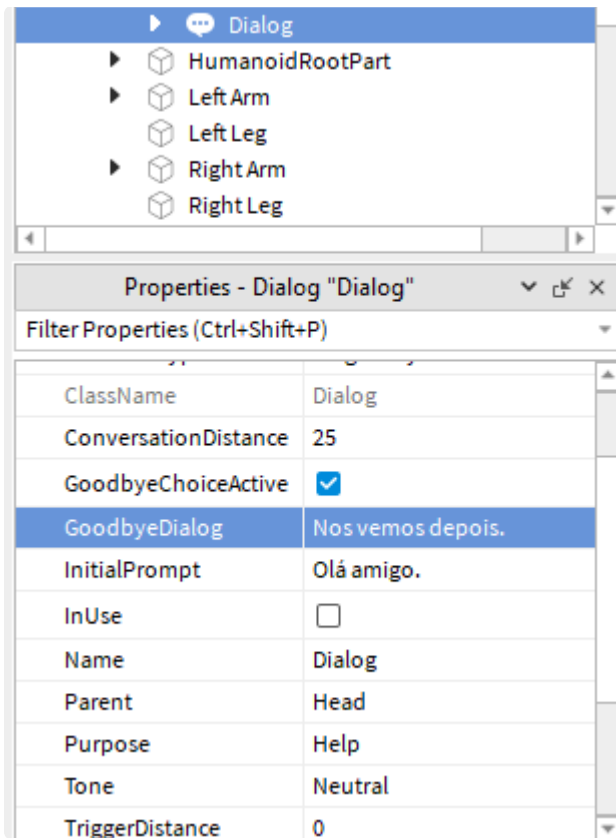 Dialog
HumanoidRootPart
Left Arm
Left Leg
Right Arm
Right Leg
Properties - Dialog "Dialog"
Filter Properties (Ctrl+Shift+P)
ClassName Dialog
ConversationDistance 25
GoodbyeChoiceActive
GoodbyeDialog Nos vemos depois.
InitialPrompt Olá amigo.
InUse
Name Dialog
Parent Head
Purpose Help
Tone Neutral
TriggerDistance 0